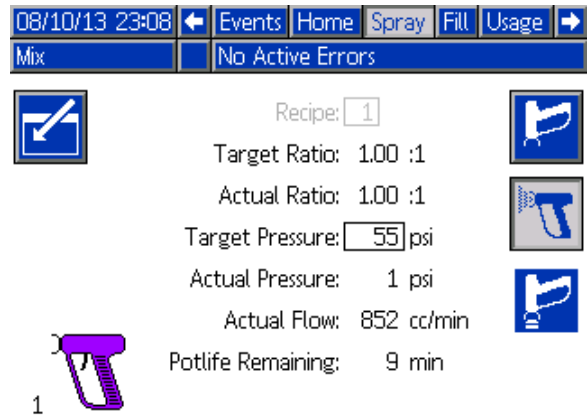 08/10/13 23:08 Events Home Spray Fill Usage
Mix No Active Errors
Recipe: 1
Target Ratio: 1.00 :1
Actual Ratio: 1.00 :1
Target Pressure: 55 psi
Actual Pressure: 1 psi
Actual Flow: 852 cc/min
Potlife Remaining: 9 min
1